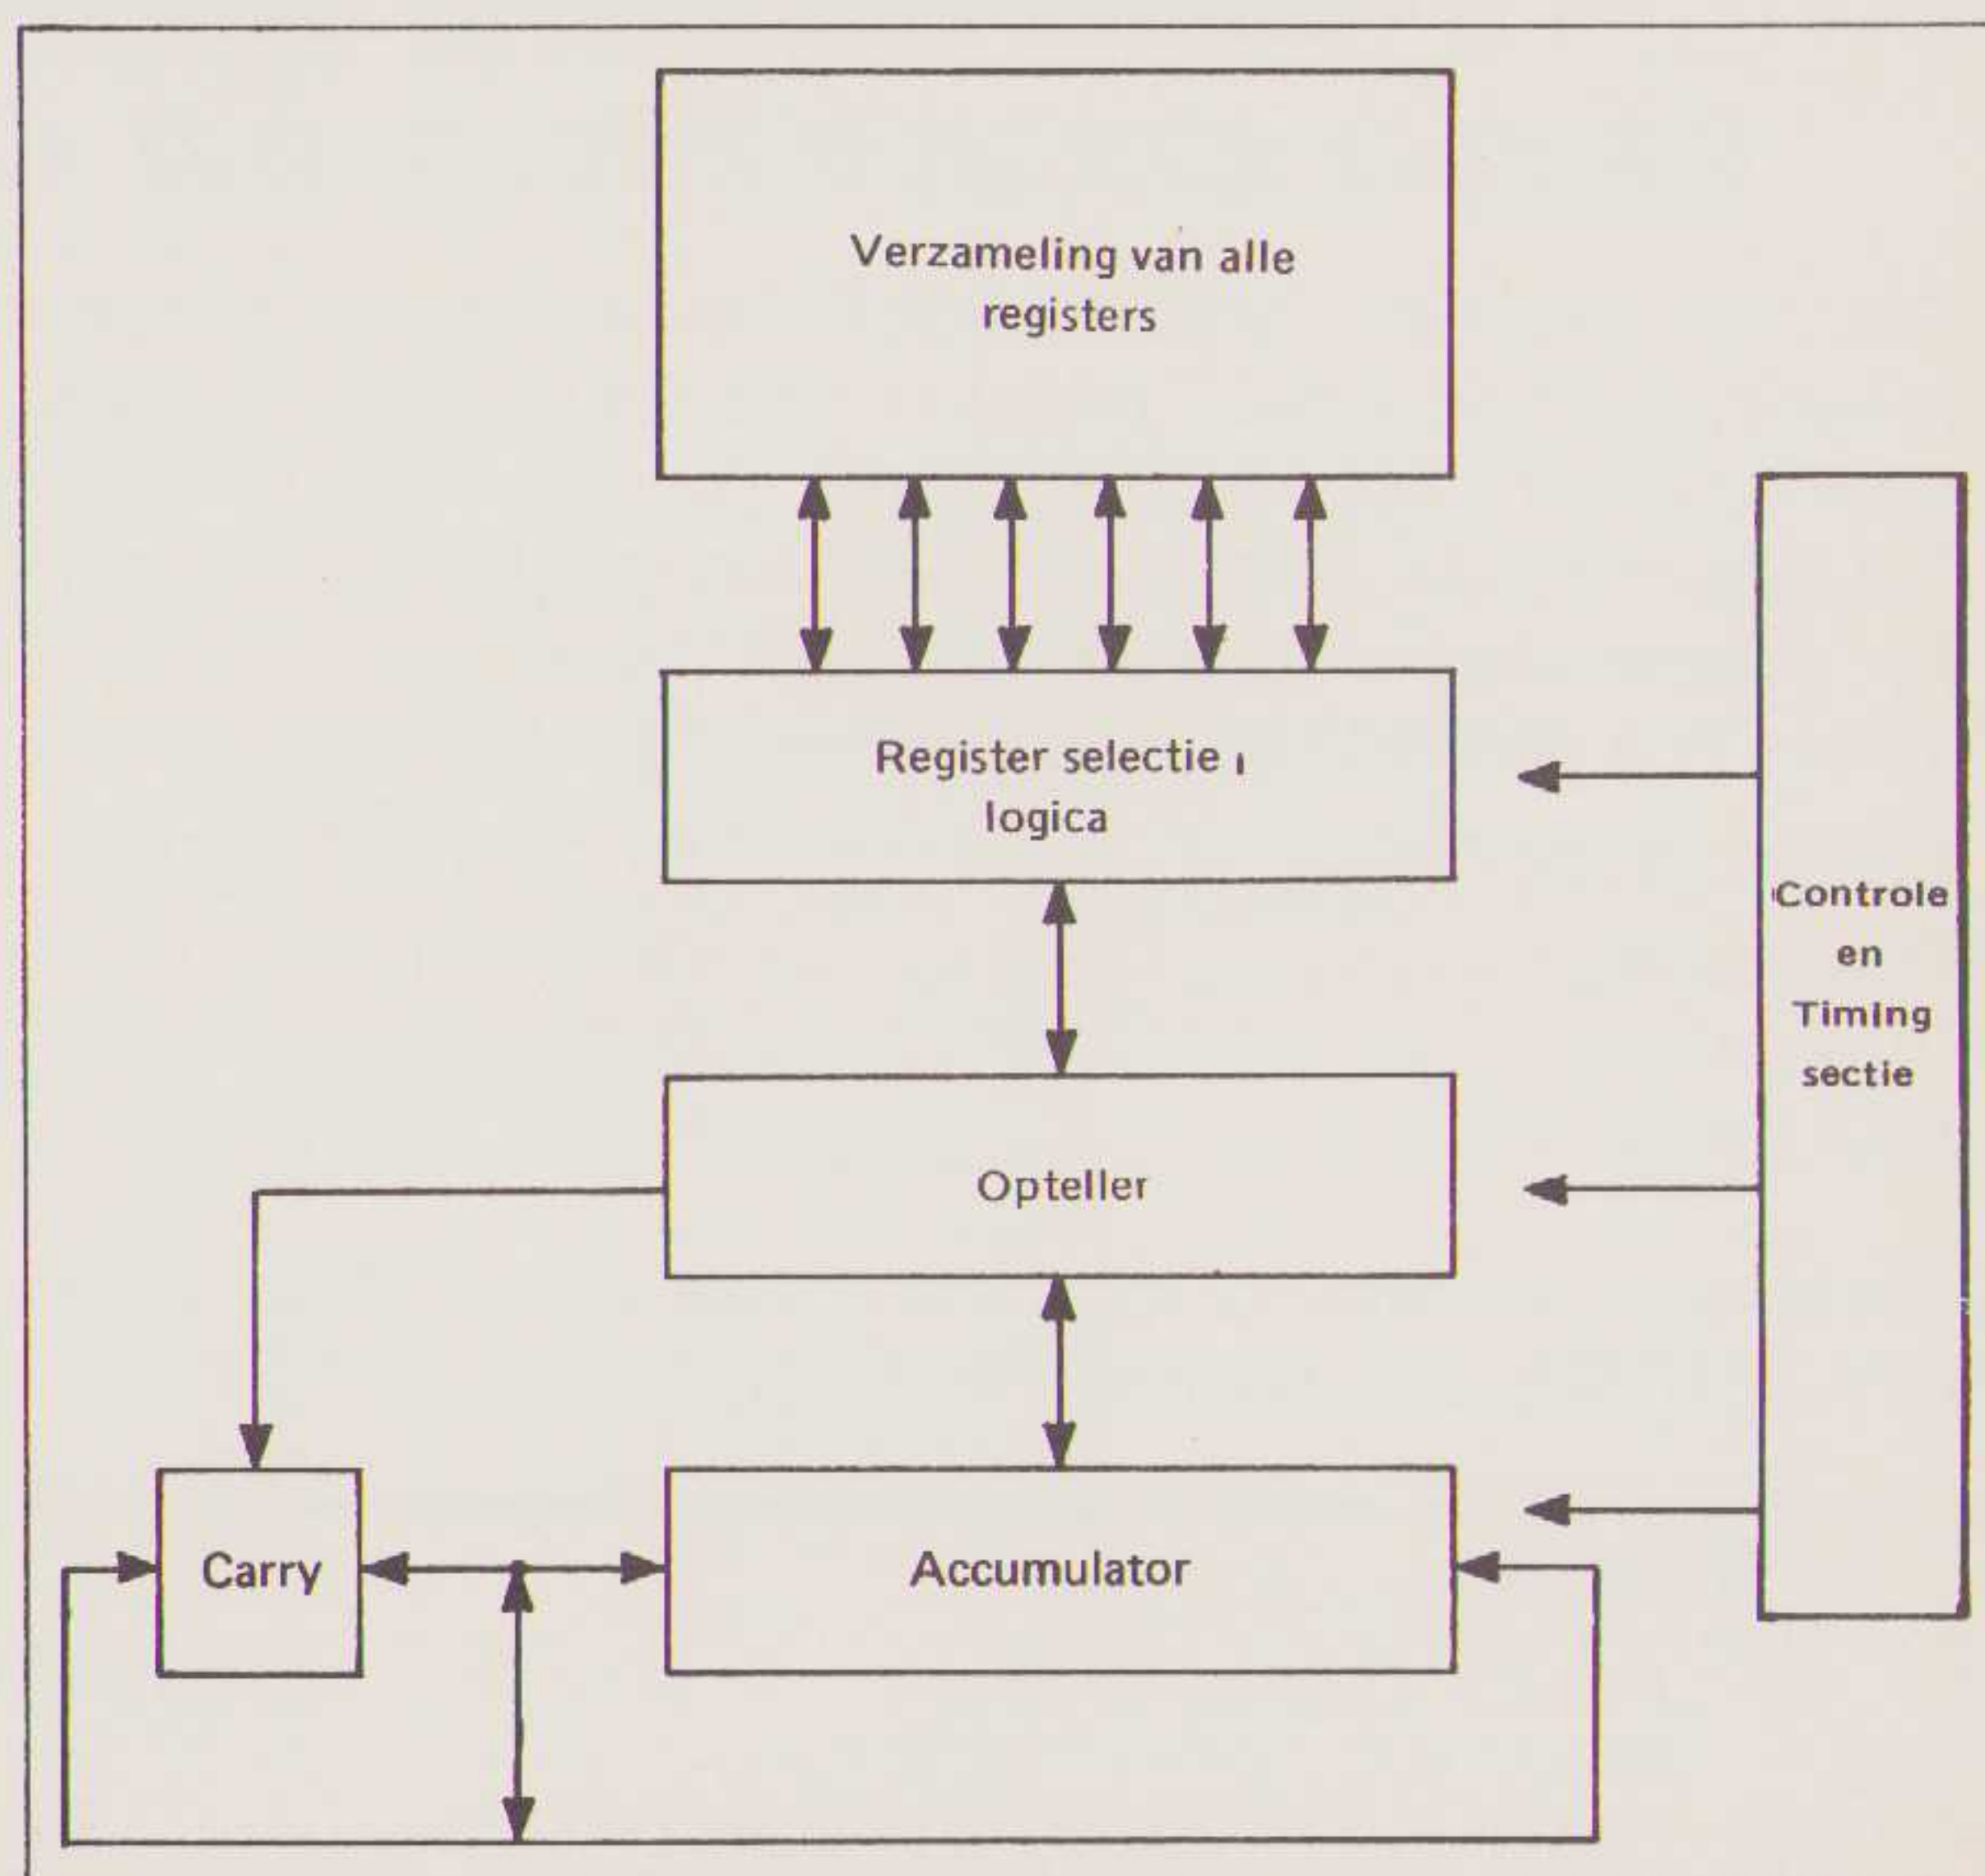 Verzameling van alle
registers
Register selectie
logica
Controle
en
Timing
sectie
Opteller
Carry
Accumulator